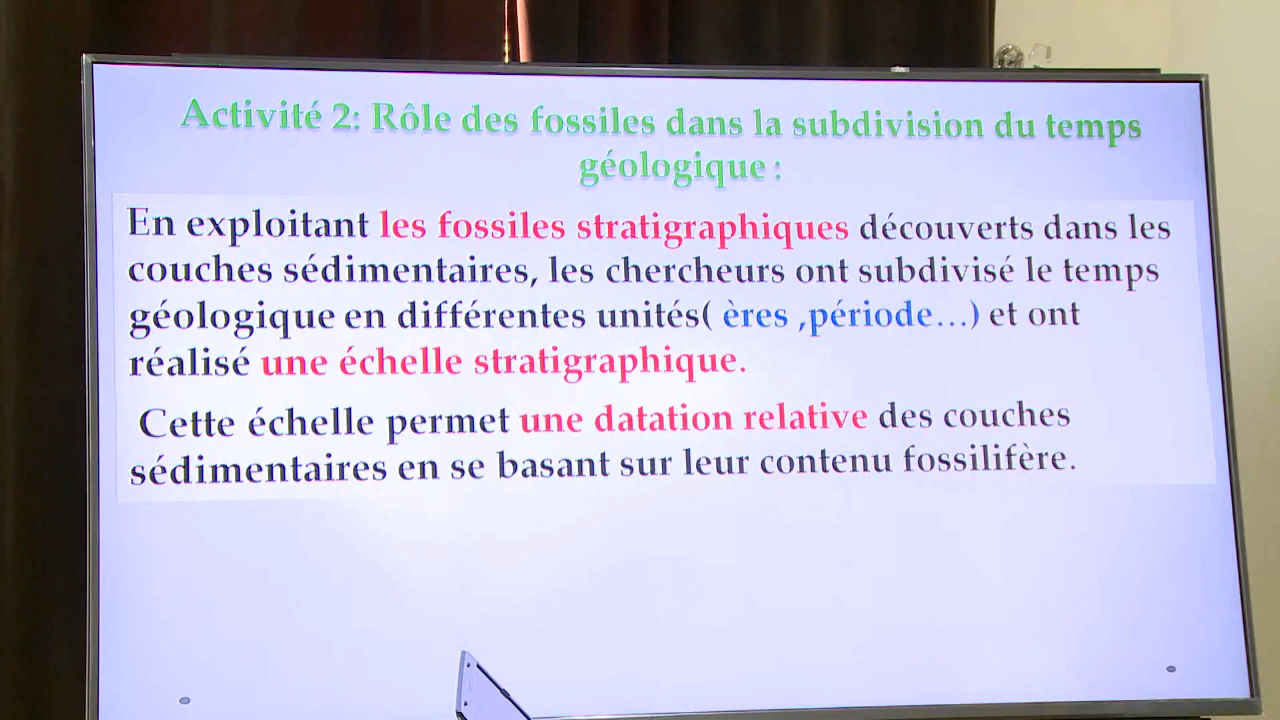 Activité 2: Rôle des fossiles dans la subdivision du temps
géologique :
En exploitant les fossiles stratigraphiques découverts dans les
couches sédimentaires, les chercheurs ont subdivisé le temps
géologique en différentes unités( ères ,période...) et ont
réalisé une échelle stratigraphique.
Cette échelle permet une datation relative des couches
sédimentaires en se basant sur leur contenu fossilifère.